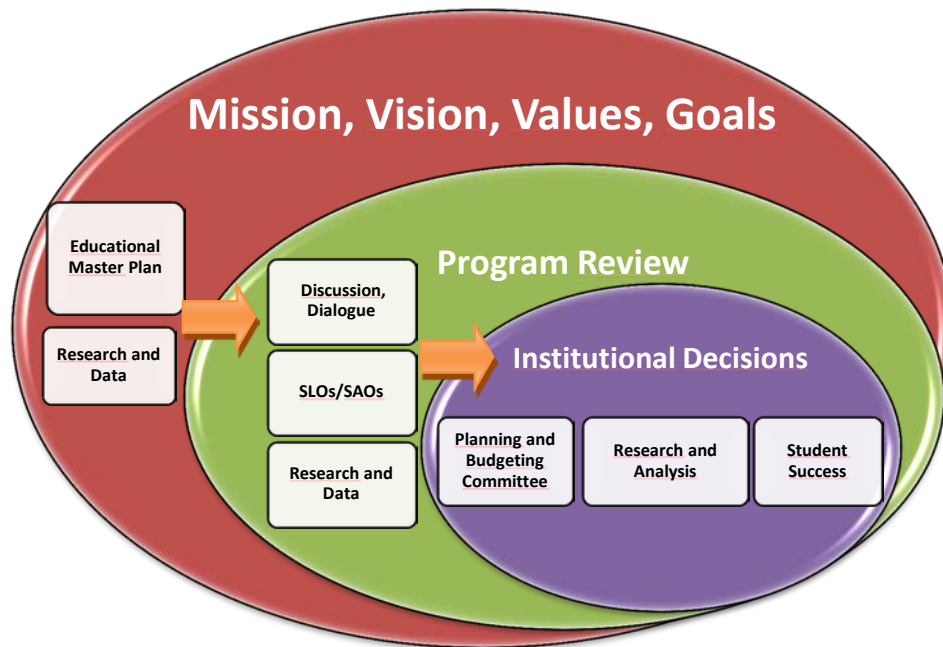 Mission, Vision, Values, Goals
Educational
Master Plan
Research and
Data
Program Review
Discussion,
Dialogue
SLOs/SAOs
Research and
Data
Institutional Decisions
Planning and
Budgeting
Committee
Research and
Analysis
Student
Success